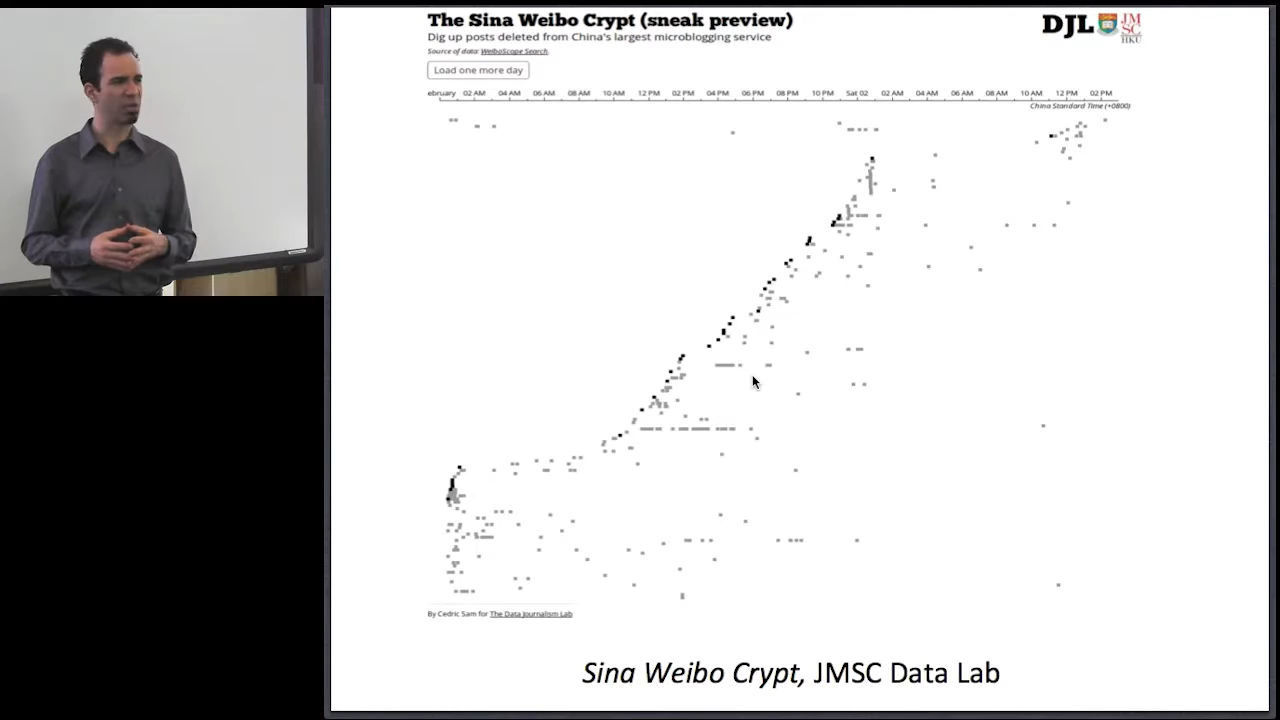 The Sina Weibo Crypt (sneak preview)
Dig up posts deleted from China's largest microblogging service
Source of data: WeiboScope Search.
Load one more day
DJL
JM
SC
HKU
ebruary 02 AM 04 AM 06 AM 08 AM 10 AM 12 PM 02 PM 04 PM 06 PM 08 PM 10 PM Sat 02 02 AM 04 AM 06 AM 08 AM 10 AM 12 PM 02 PM
China Standard Time (+0800)
By Cedric Sam for The Data Journalism Lab
Sina Weibo Crypt, JMSC Data Lab